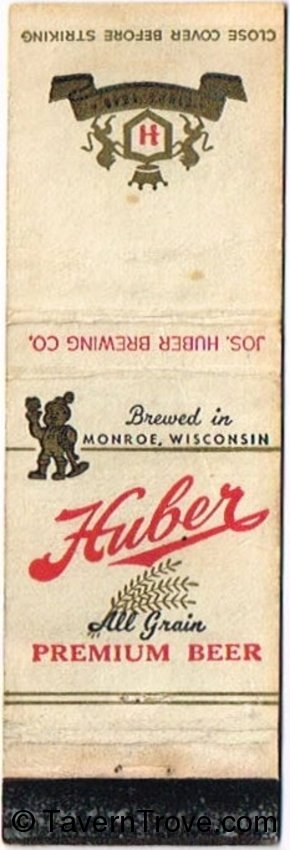 CLOSE COVER BEFORE STRIKING
H
JOS. HUBER BREWING CO.
Brewed in
MONROE, WISCONSIN
Huber
"All Grain
PREMIUM BEER
© TavernTrove.com